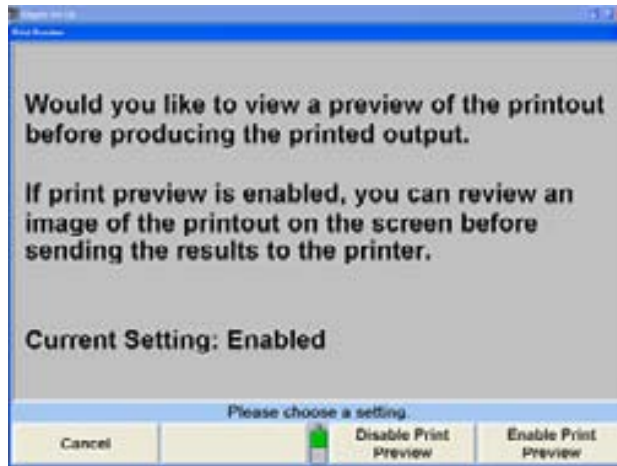 Print Preview
Would you like to view a preview of the printout
before producing the printed output.
If print preview is enabled, you can review an
image of the printout on the screen before
sending the results to the printer.
Current Setting: Enabled
Please choose a setting.
Cancel
Disable Print
Preview
Enable Print
Preview